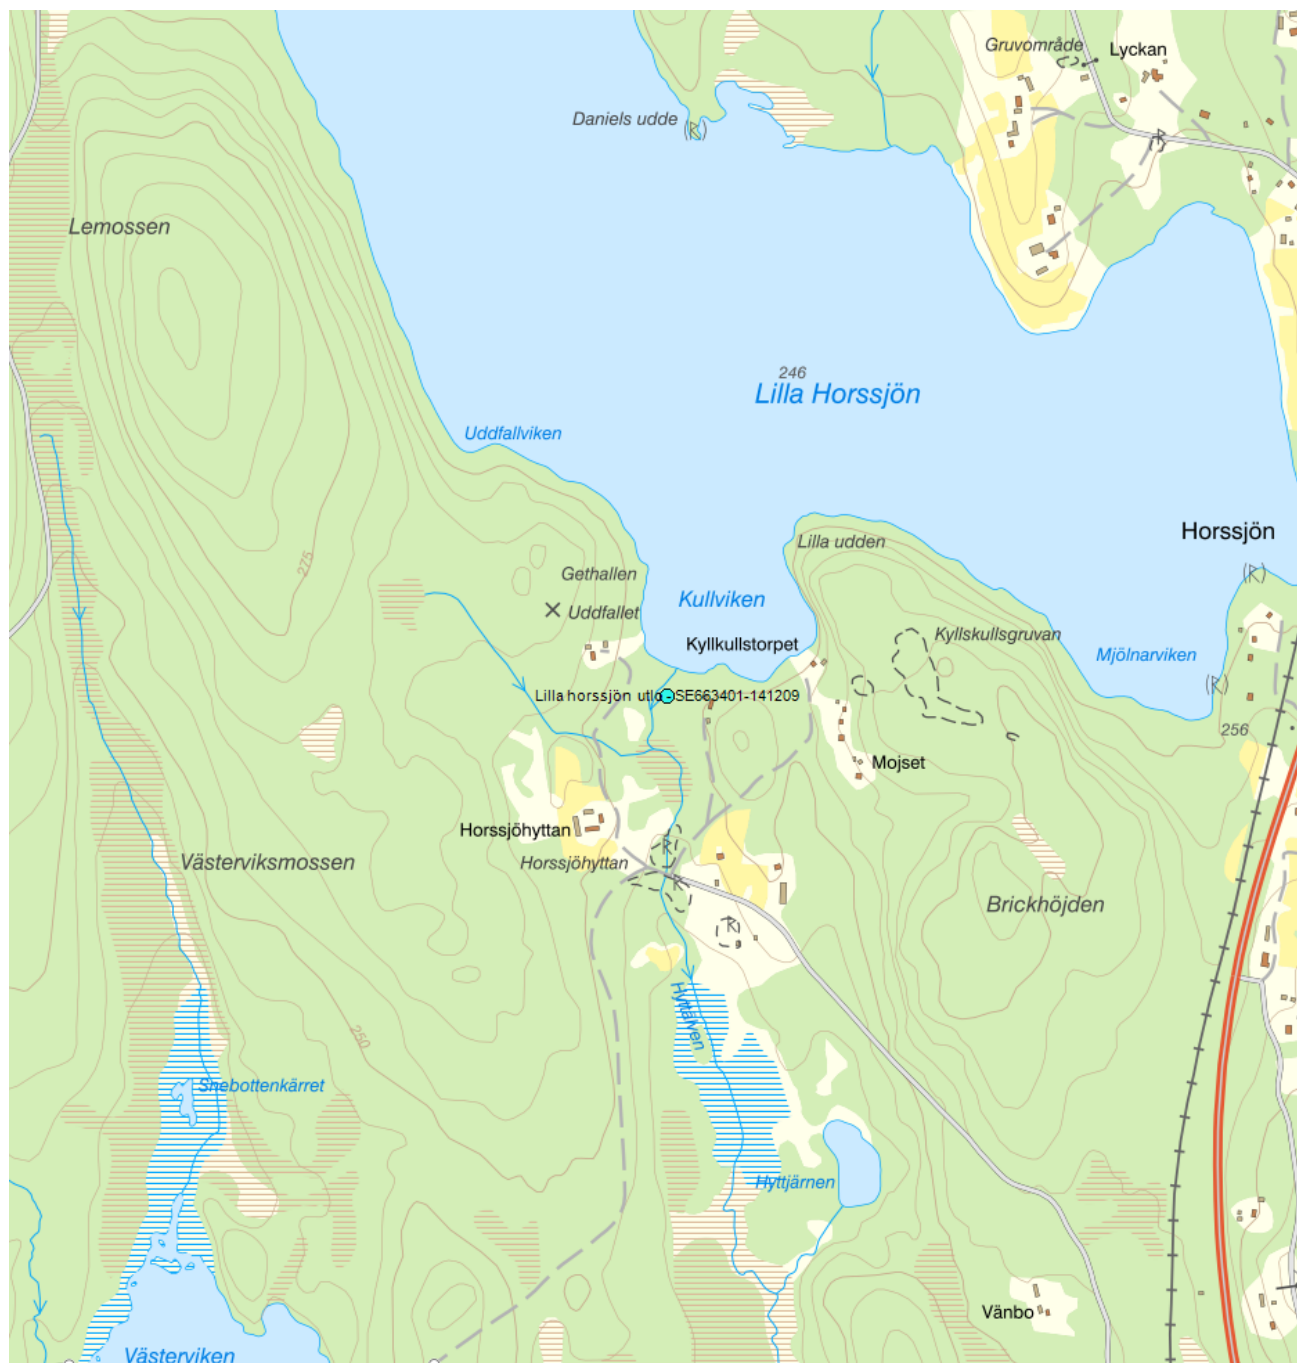 Gruvområde
Lyckan
Daniels udde
(R)
R
Lemossen
246
Lilla Horssjön
Uddfallviken
Horssjön
Lilla udden
275
Gethallen
(R)
Kullviken
Uddfallet
Kyllkullstorpet
Kyllskullsgruvan
Mjölnarviken
(R)
Lilla horssjön utlo - SE663401-141209
256
Mojset
Horssjöhyttan
R
Västerviksmossen
Horssjöhyttan
R
Brickhöjden
R
Hyttälven
250
Snebottenkärret
Hyttjärnen
Vänbo
Västerviken